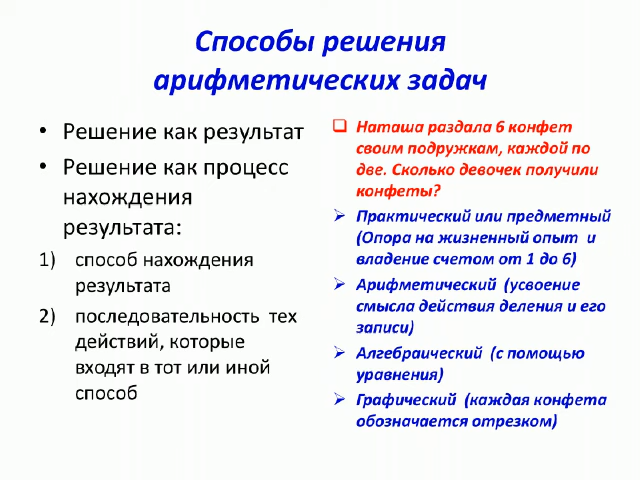 Способы решения
арифметических задач
• Решение как результат
• Решение как процесс
нахождения
результата:
1) способ нахождения
результата
2) последовательность тех
действий, которые
входят в тот или иной
способ
❑ Наташа раздала 6 конфет
своим подружкам, каждой по
две. Сколько девочек получили
конфеты?
➢ Практический или предметный
(Опора на жизненный опыт и
владение счетом от 1 до 6)
➢ Арифметический (усвоение
смысла действия деления и его
записи)
➢ Алгебраический (с помощью
уравнения)
➢ Графический (каждая конфета
обозначается отрезком)